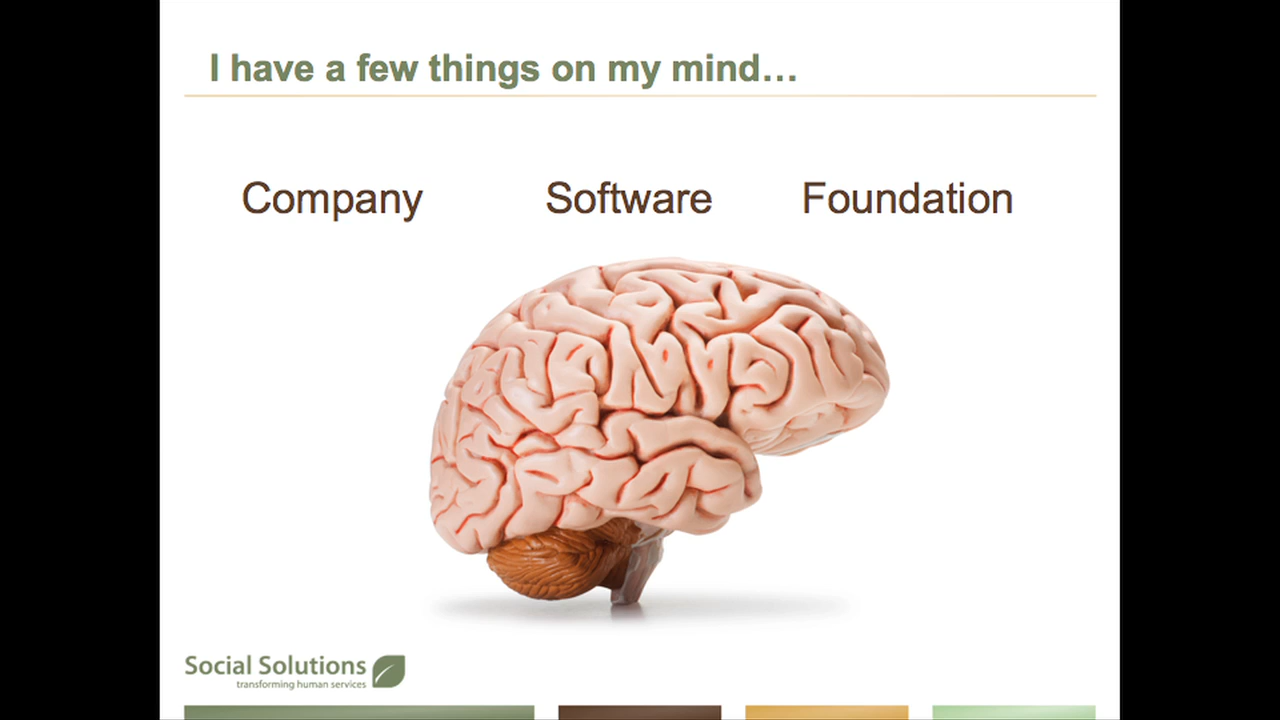 I have a few things on my mind…
Company Software Foundation
Social Solutions
transforming human services